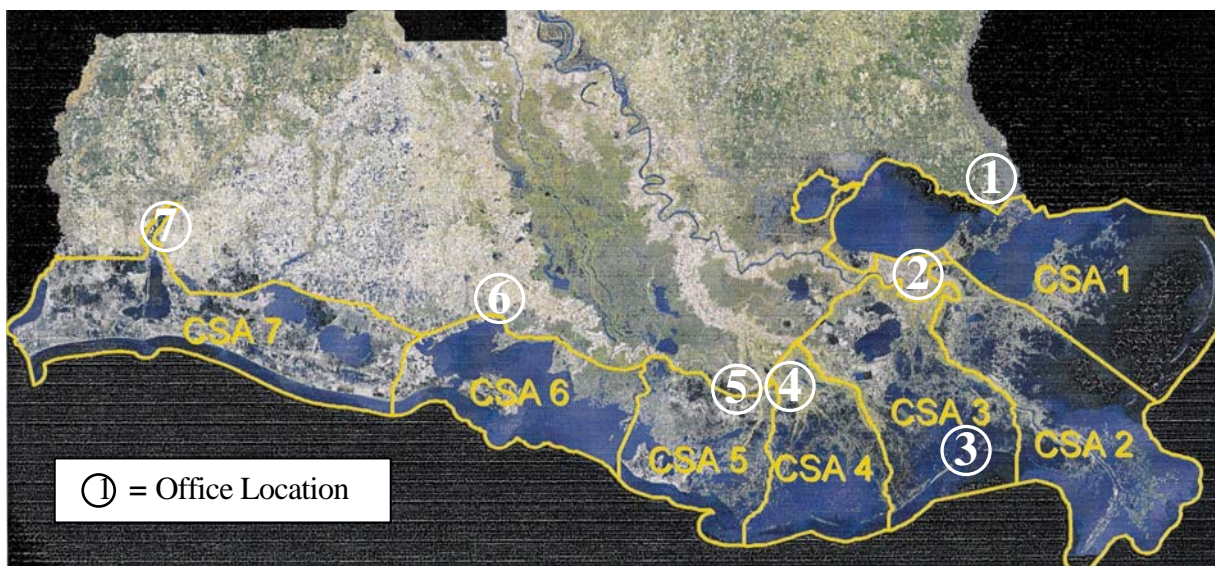 1
2
CSA 1
7
6
CSA 7
5
4
CSA 6
CSA 3
CSA 2
3
CSA 5
CSA 4
1 = Office Location